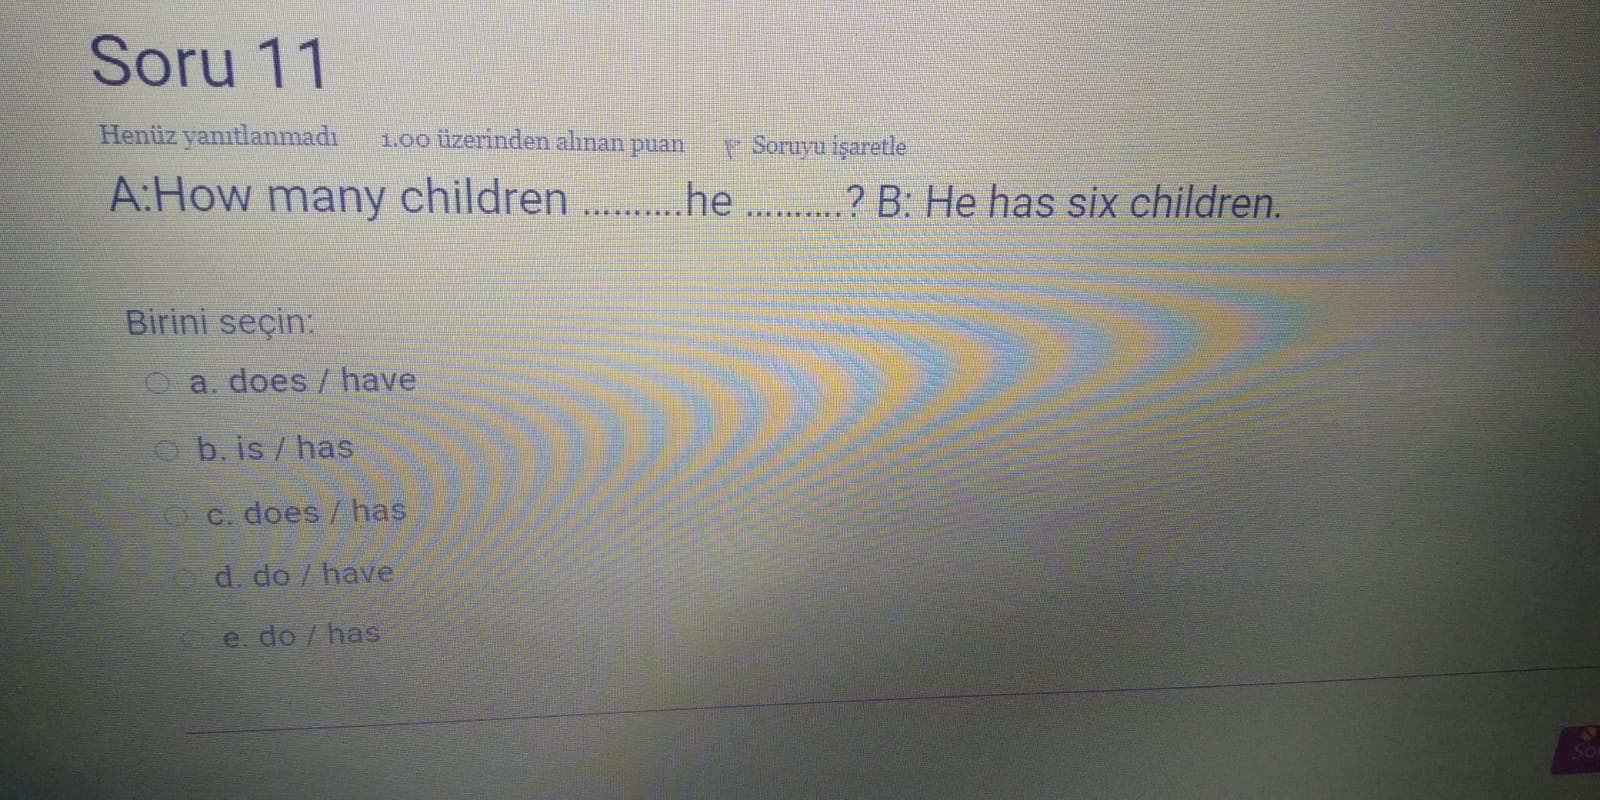 Soru 11
Henüz yanıtlanmadı 1.00 üzerinden alınan puan Soruyu işaretle
A:How many children ..........he ..........? B: He has six children.
Birini seçin:
a. does / have
b. is / has
c. does / has
d. do / have
e. do / has